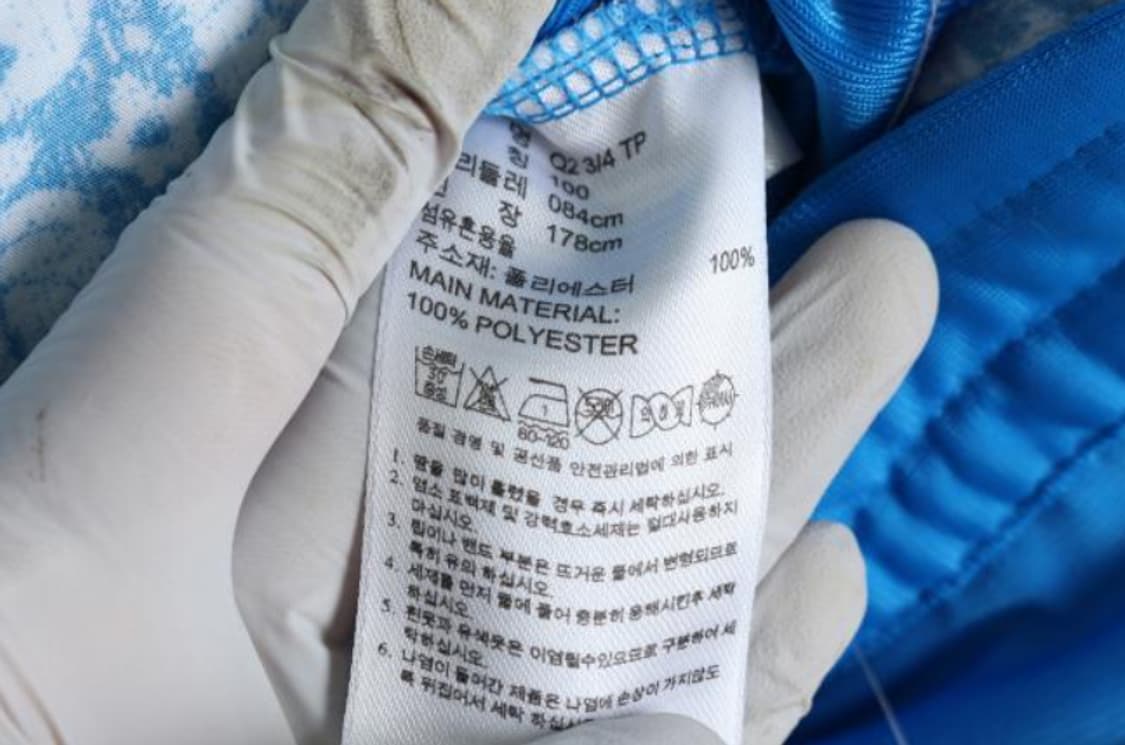 명 칭 Q2 3/4 TP
100
리둘레 084cm
장 178cm
섬유혼용율
주소재: 폴리에스터 100%
MAIN MATERIAL:
100% POLYESTER
손세탁 30 중성
60~120
품질 경영 및 공산품 안전관리법에 의한 표시
1. 땀을 많이 흘렸을 경우 즉시 세탁하십시오.
2. 염소 표백제 및 강력효소세제는 절대사용하지
마십시오.
3. 립이나 밴드 부분은 뜨거운 물에서 변형되므로
특히 유의 하십시오.
4. 세제를 먼저 물에 풀어 충분히 용해시킨후 세탁
하십시오.
5. 흰옷과 유색옷은 이염될수있으므로 구분하여 세
탁하십시오.
6. 나염이 들어간 제품은 나염에 손상이 가지않도
록 뒤집어서 세탁